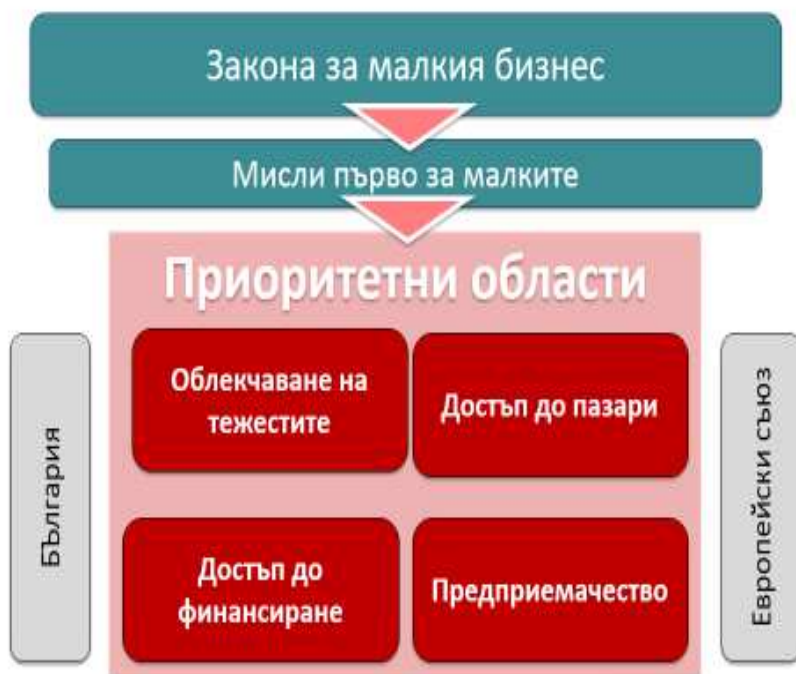 Закона за малкия бизнес
Мисли първо за малките
Приоритетни области
България
Облекчаване на
тежестите
Достъп до пазари
Достъп до
финансиране
Предприемачество
Европейски съюз